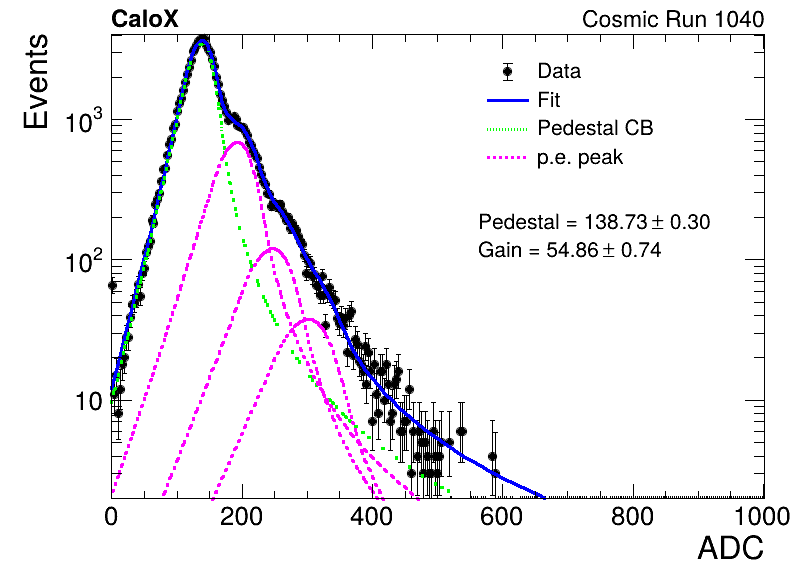 CaloX Cosmic Run 1040
Events
Data
Fit
Pedestal CB
p.e. peak
Pedestal = 138.73 ± 0.30
Gain = 54.86 ± 0.74
10³
10²
10
0 200 400 600 800 1000
ADC